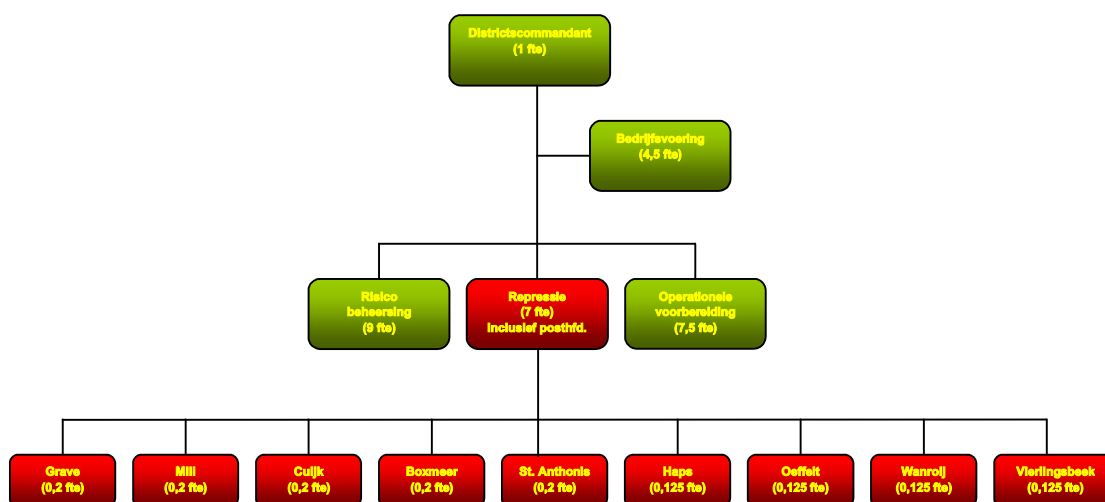 Districtscommandant
(1 fte)
Bedrijfsvoering
(4,5 fte)
Risico
beheersing
(9 fte)
Repressie
(7 fte)
Inclusief posthfd.
Operationele
voorbereiding
(7,5 fte)
Grave
(0,2 fte)
Mill
(0,2 fte)
Cuijk
(0,2 fte)
Boxmeer
(0,2 fte)
St. Anthonis
(0,2 fte)
Haps
(0,125 fte)
Oeffelt
(0,125 fte)
Wanroij
(0,125 fte)
Vierlingsbeek
(0,125 fte)